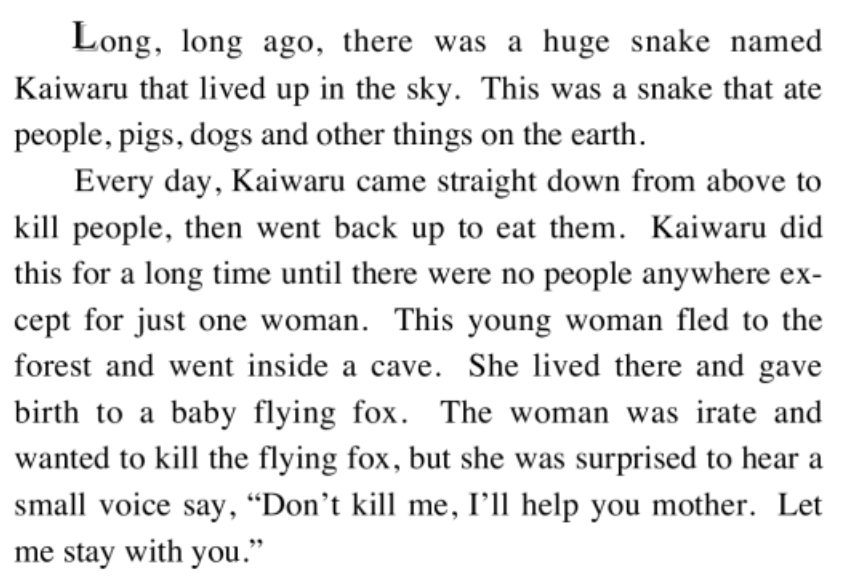 Long, long ago, there was a huge snake named
Kaiwaru that lived up in the sky. This was a snake that ate
people, pigs, dogs and other things on the earth.
Every day, Kaiwaru came straight down from above to
kill people, then went back up to eat them. Kaiwaru did
this for a long time until there were no people anywhere ex-
cept for just one woman. This young woman fled to the
forest and went inside a cave. She lived there and gave
birth to a baby flying fox. The woman was irate and
wanted to kill the flying fox, but she was surprised to hear a
small voice say, “Don’t kill me, I’ll help you mother. Let
me stay with you.”